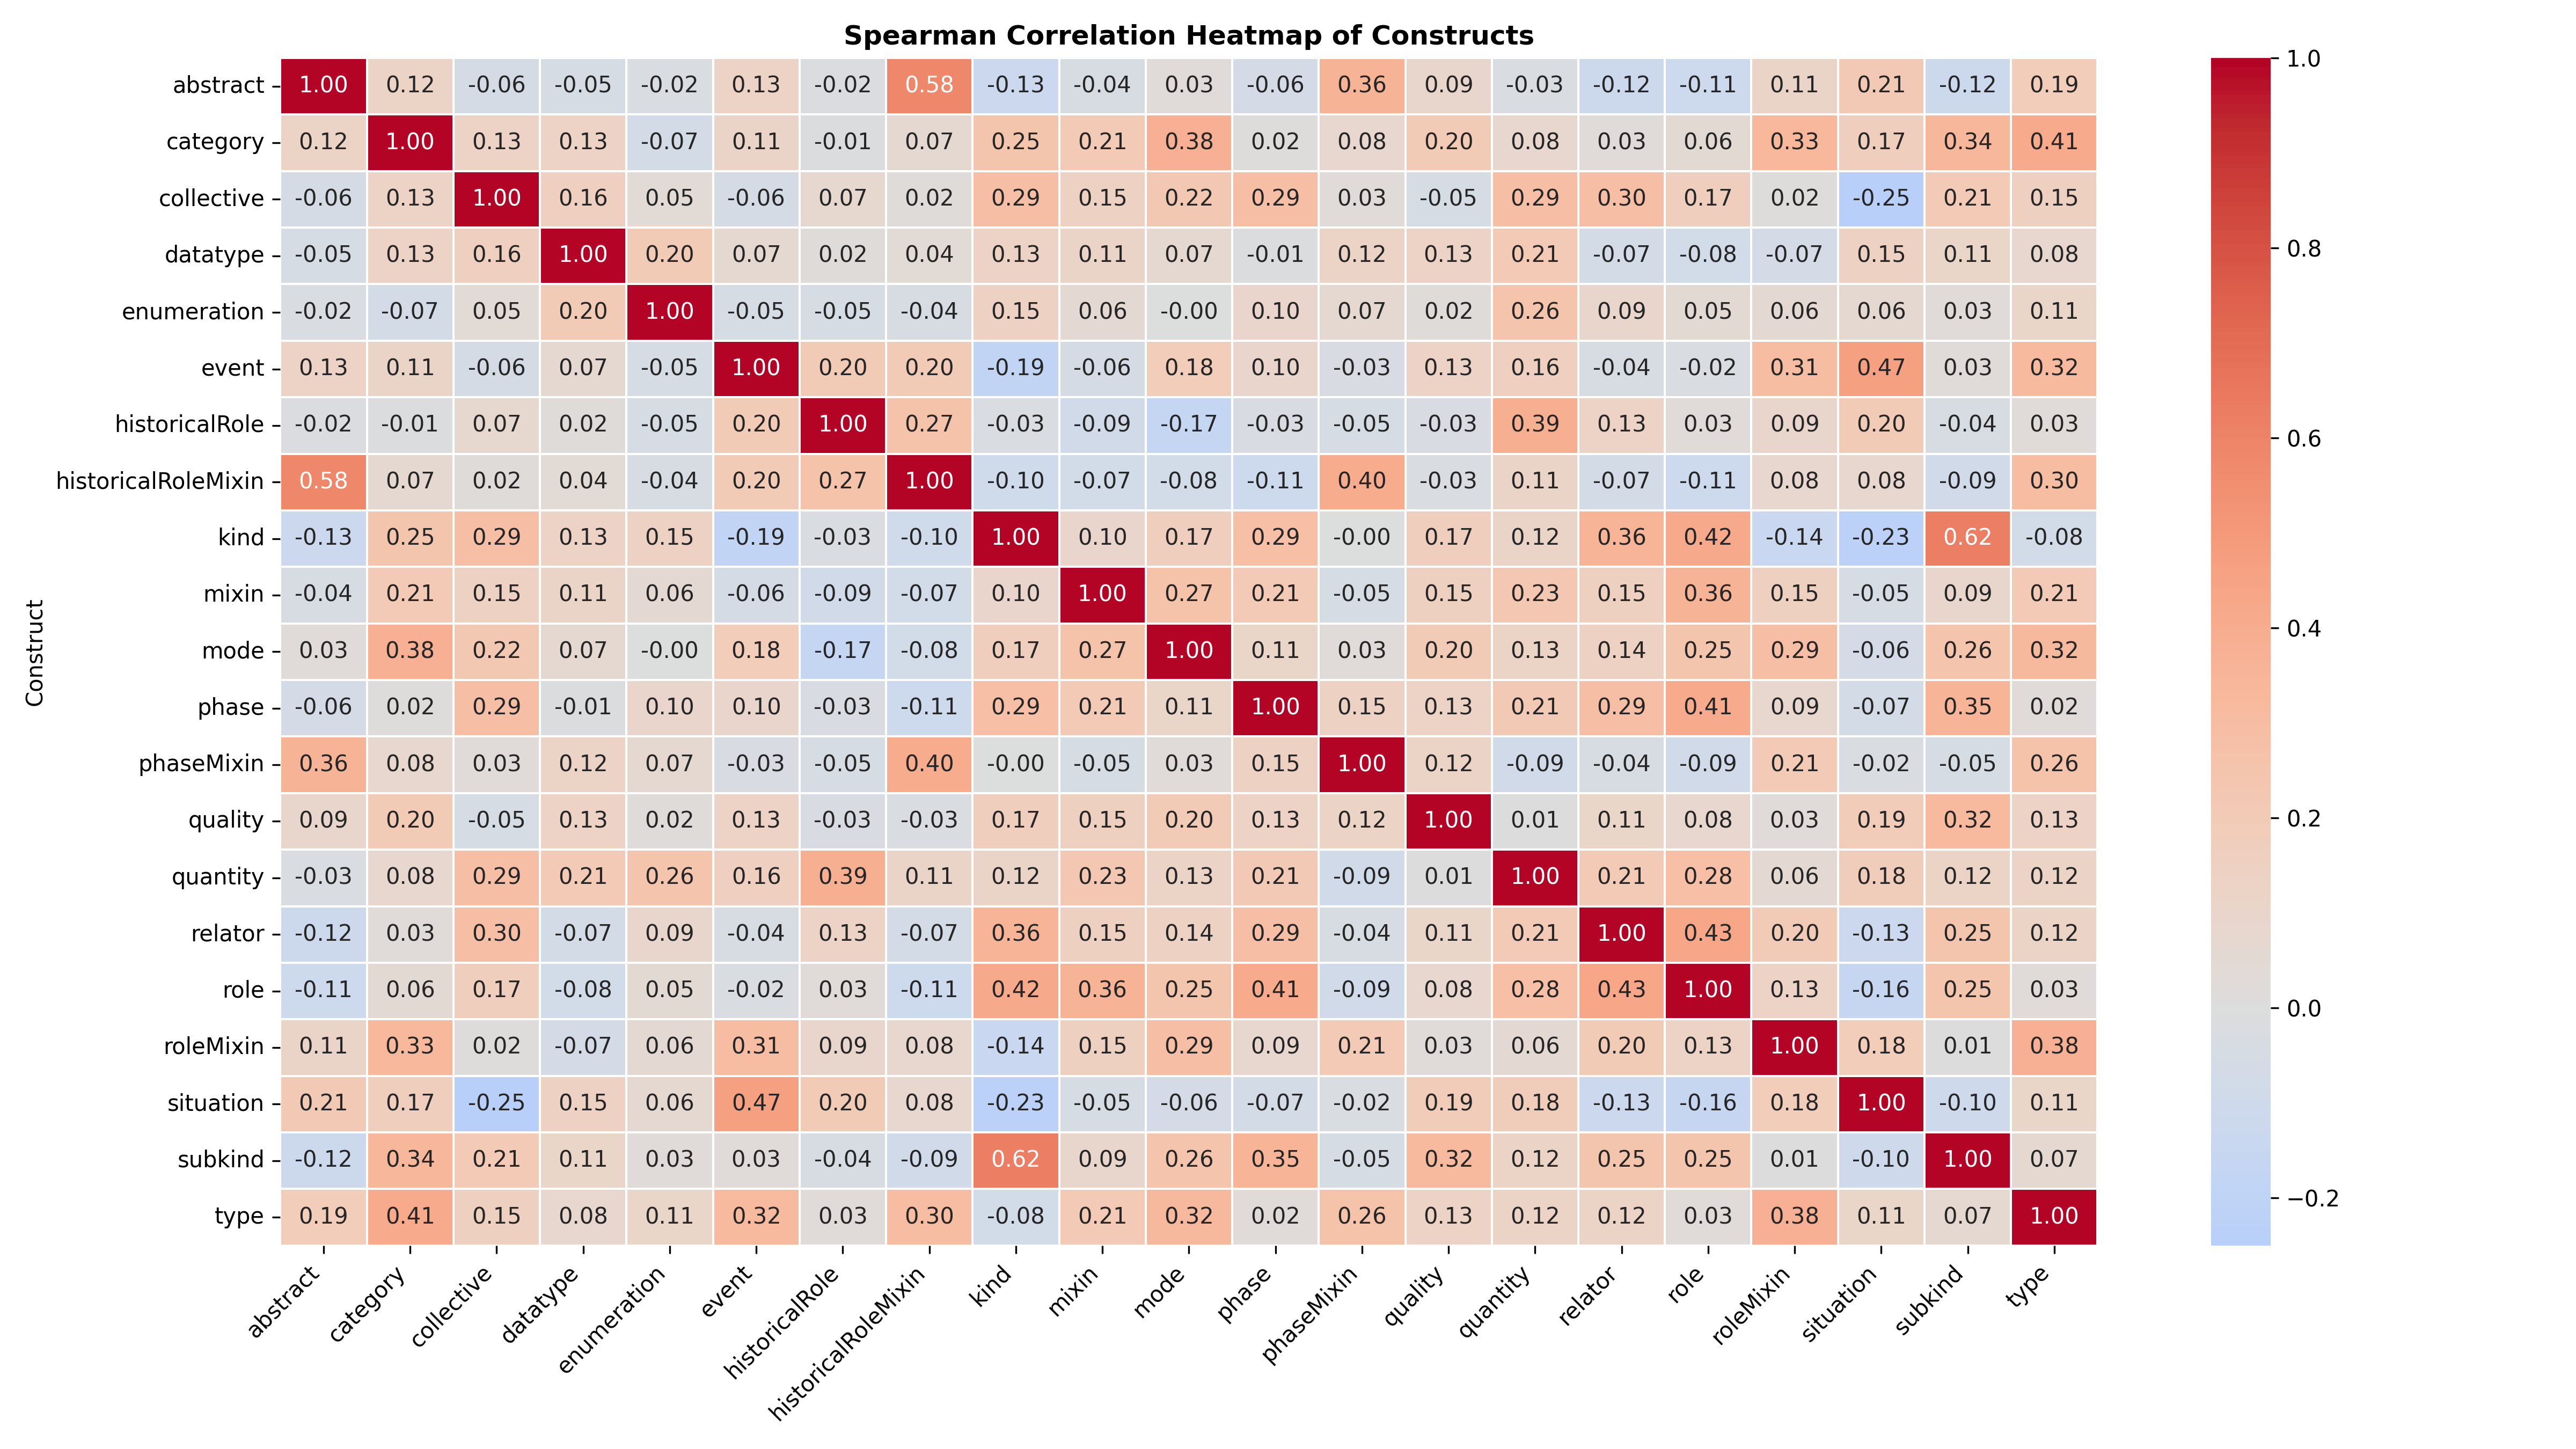 Spearman Correlation Heatmap of Constructs
abstract 1.00 0.12 -0.06 -0.05 -0.02 0.13 -0.02 0.58 -0.13 -0.04 0.03 -0.06 0.36 0.09 -0.03 -0.12 -0.11 0.11 0.21 -0.12 0.19
category 0.12 1.00 0.13 0.13 -0.07 0.11 -0.01 0.07 0.25 0.21 0.38 0.02 0.08 0.20 0.08 0.03 0.06 0.33 0.17 0.34 0.41
collective -0.06 0.13 1.00 0.16 0.05 -0.06 0.07 0.02 0.29 0.15 0.22 0.29 0.03 -0.05 0.29 0.30 0.17 0.02 -0.25 0.21 0.15
datatype -0.05 0.13 0.16 1.00 0.20 0.07 0.02 0.04 0.13 0.11 0.07 -0.01 0.12 0.13 0.21 -0.07 -0.08 -0.07 0.15 0.11 0.08
enumeration -0.02 -0.07 0.05 0.20 1.00 -0.05 -0.05 -0.04 0.15 0.06 -0.00 0.10 0.07 0.02 0.26 0.09 0.05 0.06 0.06 0.03 0.11
event 0.13 0.11 -0.06 0.07 -0.05 1.00 0.20 0.20 -0.19 -0.06 0.18 0.10 -0.03 0.13 0.16 -0.04 -0.02 0.31 0.47 0.03 0.32
historicalRole -0.02 -0.01 0.07 0.02 -0.05 0.20 1.00 0.27 -0.03 -0.09 -0.17 -0.03 -0.05 -0.03 0.39 0.13 0.03 0.09 0.20 -0.04 0.03
historicalRoleMixin 0.58 0.07 0.02 0.04 -0.04 0.20 0.27 1.00 -0.10 -0.07 -0.08 -0.11 0.40 -0.03 0.11 -0.07 -0.11 0.08 0.08 -0.09 0.30
kind -0.13 0.25 0.29 0.13 0.15 -0.19 -0.03 -0.10 1.00 0.10 0.17 0.29 -0.00 0.17 0.12 0.36 0.42 -0.14 -0.23 0.62 -0.08
mixin -0.04 0.21 0.15 0.11 0.06 -0.06 -0.09 -0.07 0.10 1.00 0.27 0.21 -0.05 0.15 0.23 0.15 0.36 0.15 -0.05 0.09 0.21
mode 0.03 0.38 0.22 0.07 -0.00 0.18 -0.17 -0.08 0.17 0.27 1.00 0.11 0.03 0.20 0.13 0.14 0.25 0.29 -0.06 0.26 0.32
phase -0.06 0.02 0.29 -0.01 0.10 0.10 -0.03 -0.11 0.29 0.21 0.11 1.00 0.15 0.13 0.21 0.29 0.41 0.09 -0.07 0.35 0.02
phaseMixin 0.36 0.08 0.03 0.12 0.07 -0.03 -0.05 0.40 -0.00 -0.05 0.03 0.15 1.00 0.12 -0.09 -0.04 -0.09 0.21 -0.02 -0.05 0.26
quality 0.09 0.20 -0.05 0.13 0.02 0.13 -0.03 -0.03 0.17 0.15 0.20 0.13 0.12 1.00 0.01 0.11 0.08 0.03 0.19 0.32 0.13
quantity -0.03 0.08 0.29 0.21 0.26 0.16 0.39 0.11 0.12 0.23 0.13 0.21 -0.09 0.01 1.00 0.21 0.28 0.06 0.18 0.12 0.12
relator -0.12 0.03 0.30 -0.07 0.09 -0.04 0.13 -0.07 0.36 0.15 0.14 0.29 -0.04 0.11 0.21 1.00 0.43 0.20 -0.13 0.25 0.12
role -0.11 0.06 0.17 -0.08 0.05 -0.02 0.03 -0.11 0.42 0.36 0.25 0.41 -0.09 0.08 0.28 0.43 1.00 0.13 -0.16 0.25 0.03
roleMixin 0.11 0.33 0.02 -0.07 0.06 0.31 0.09 0.08 -0.14 0.15 0.29 0.09 0.21 0.03 0.06 0.20 0.13 1.00 0.18 0.01 0.38
situation 0.21 0.17 -0.25 0.15 0.06 0.47 0.20 0.08 -0.23 -0.05 -0.06 -0.07 -0.02 0.19 0.18 -0.13 -0.16 0.18 1.00 -0.10 0.11
subkind -0.12 0.34 0.21 0.11 0.03 0.03 -0.04 -0.09 0.62 0.09 0.26 0.35 -0.05 0.32 0.12 0.25 0.25 0.01 -0.10 1.00 0.07
type 0.19 0.41 0.15 0.08 0.11 0.32 0.03 0.30 -0.08 0.21 0.32 0.02 0.26 0.13 0.12 0.12 0.03 0.38 0.11 0.07 1.00
abstract category collective datatype enumeration event historicalRole historicalRoleMixin kind mixin mode phase phaseMixin quality quantity relator role roleMixin situation subkind type
Construct
1.0
0.8
0.6
0.4
0.2
0.0
−0.2